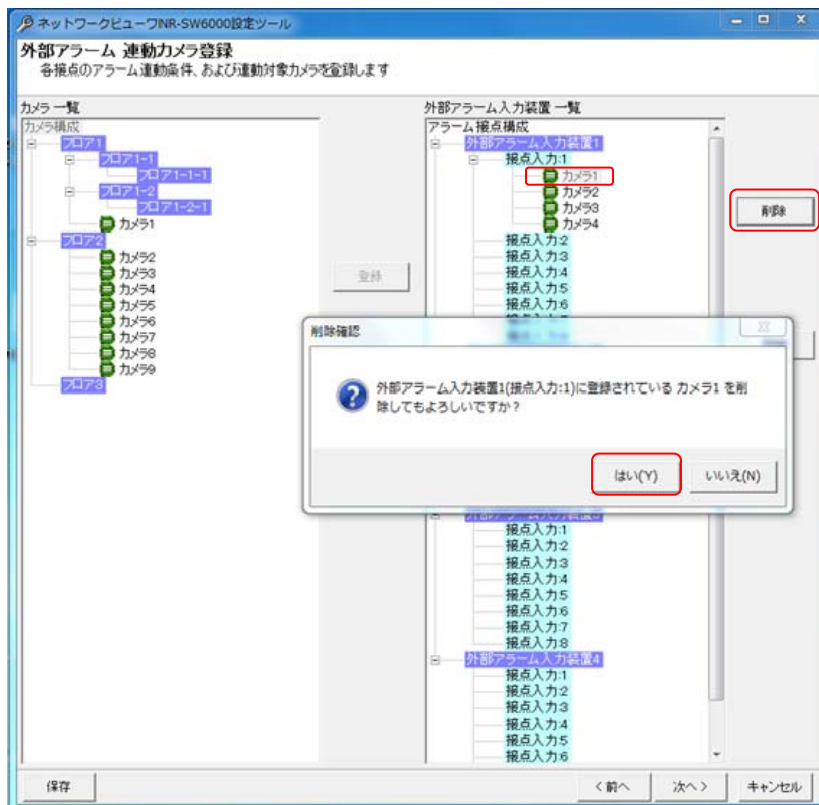 ネットワークビューワNR-SW6000設定ツール
外部アラーム 連動カメラ登録
各接点のアラーム連動条件、および連動対象カメラを登録します
カメラ 一覧
カメラ構成
フロア1
フロア1-1
フロア1-1-1
フロア1-2
フロア1-2-1
カメラ1
フロア2
カメラ2
カメラ3
カメラ4
カメラ5
カメラ6
カメラ7
カメラ8
カメラ9
フロア3
登録
外部アラーム入力装置 一覧
アラーム接点構成
外部アラーム入力装置1
接点入力:1
カメラ1
カメラ2
カメラ3
カメラ4
接点入力:2
接点入力:3
接点入力:4
接点入力:5
接点入力:6
削除
削除確認
外部アラーム入力装置1(接点入力:1)に登録されている カメラ1 を削
除してもよろしいですか？
はい(Y)
いいえ(N)
外部アラーム入力装置3
接点入力:1
接点入力:2
接点入力:3
接点入力:4
接点入力:5
接点入力:6
接点入力:7
接点入力:8
外部アラーム入力装置4
接点入力:1
接点入力:2
接点入力:3
接点入力:4
接点入力:5
接点入力:6
保存
< 前へ
次へ >
キャンセル